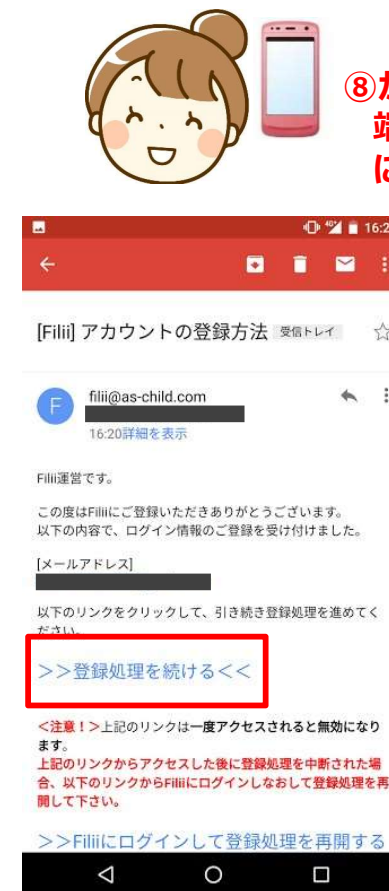 ⑧
端
に
16:2
[Filii] アカウントの登録方法 受信トレイ
F
filii@as-child.com
16:20詳細を表示
Filii運営です。
この度はFiliiにご登録いただきありがとうございます。
以下の内容で、ログイン情報のご登録を受け付けました。
[メールアドレス]
以下のリンクをクリックして、引き続き登録処理を進めてく
ださい。
>>登録処理を続ける<<
<注意！>上記のリンクは一度アクセスされると無効になり
ます。
上記のリンクからアクセスした後に登録処理を中断された場
合、以下のリンクからFiliiにログインしなおして登録処理を再
開して下さい。
>>Filiiにログインして登録処理を再開する